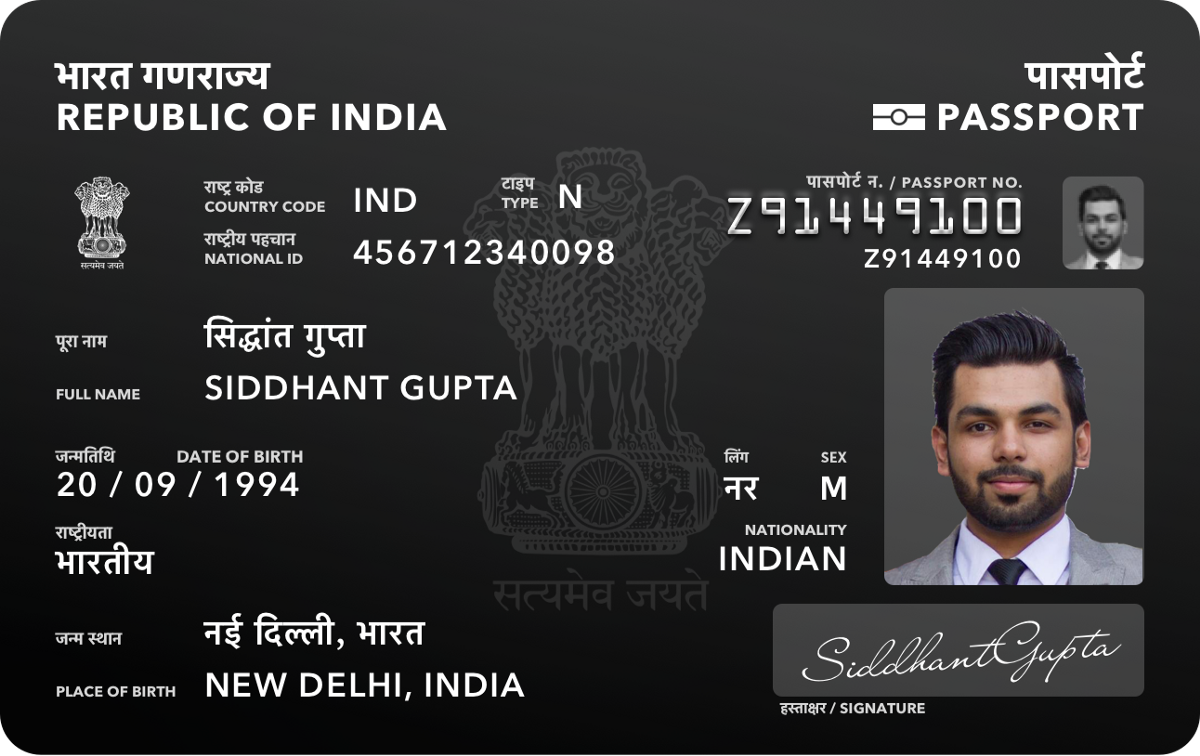 भारत गणराज्य
REPUBLIC OF INDIA
पासपोर्ट
PASSPORT
सत्यमेव जयते
राष्ट्र कोड
COUNTRY CODE
IND
टाइप
TYPE
N
राष्ट्रीय पहचान
NATIONAL ID
456712340098
पासपोर्ट न. / PASSPORT NO.
Z91449100
Z91449100
पूरा नाम
सिद्धांत गुप्ता
FULL NAME
SIDDHANT GUPTA
जन्मतिथि DATE OF BIRTH
20 / 09 / 1994
लिंग SEX
नर M
राष्ट्रीयता
भारतीय
NATIONALITY
INDIAN
सत्यमेव जयते
जन्म स्थान
नई दिल्ली, भारत
PLACE OF BIRTH
NEW DELHI, INDIA
Siddhant Gupta
हस्ताक्षर / SIGNATURE